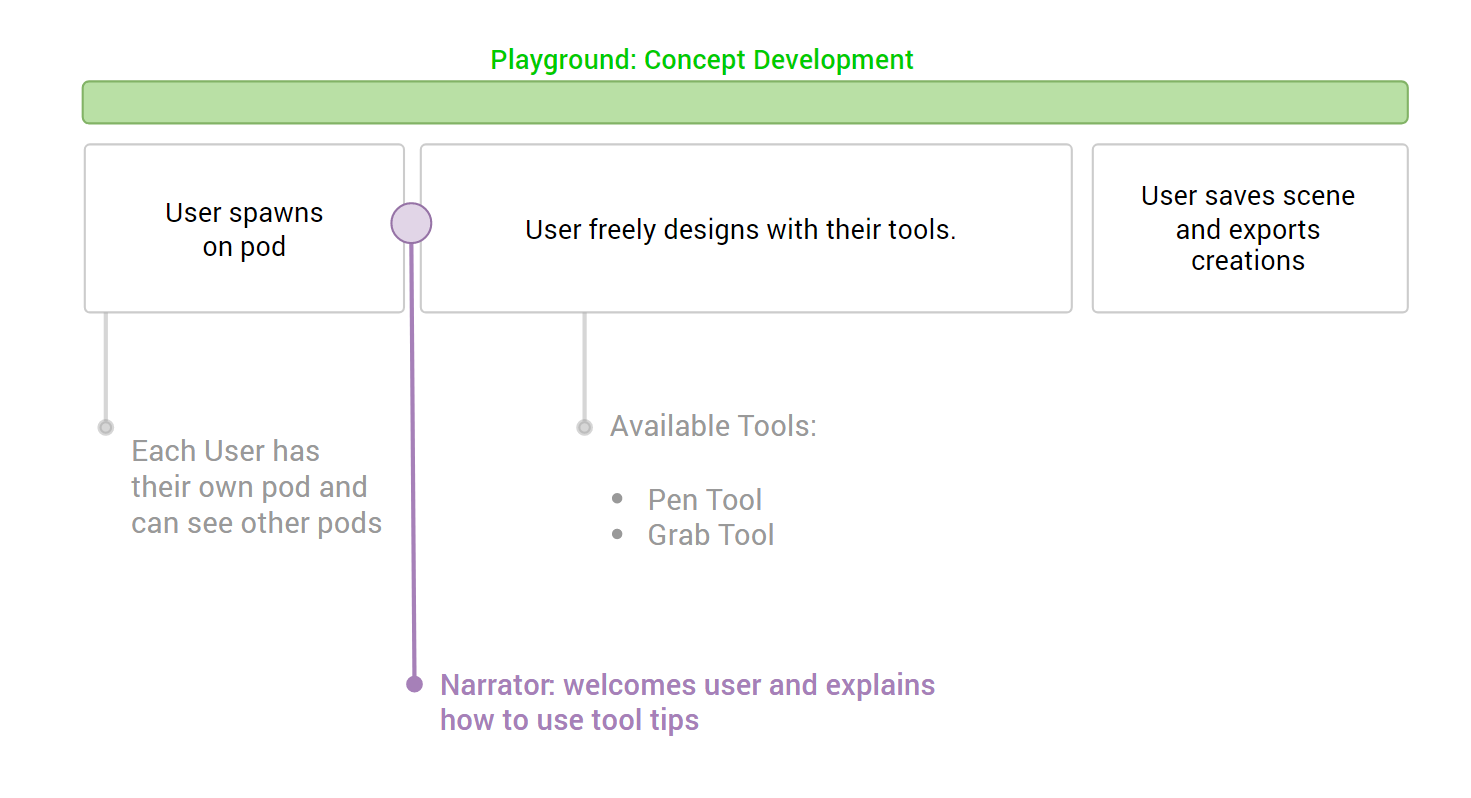 Playground: Concept Development
User spawns
on pod
User freely designs with their tools.
User saves scene
and exports
creations
Each User has
their own pod and
can see other pods
Available Tools:
• Pen Tool
• Grab Tool
Narrator: welcomes user and explains
how to use tool tips